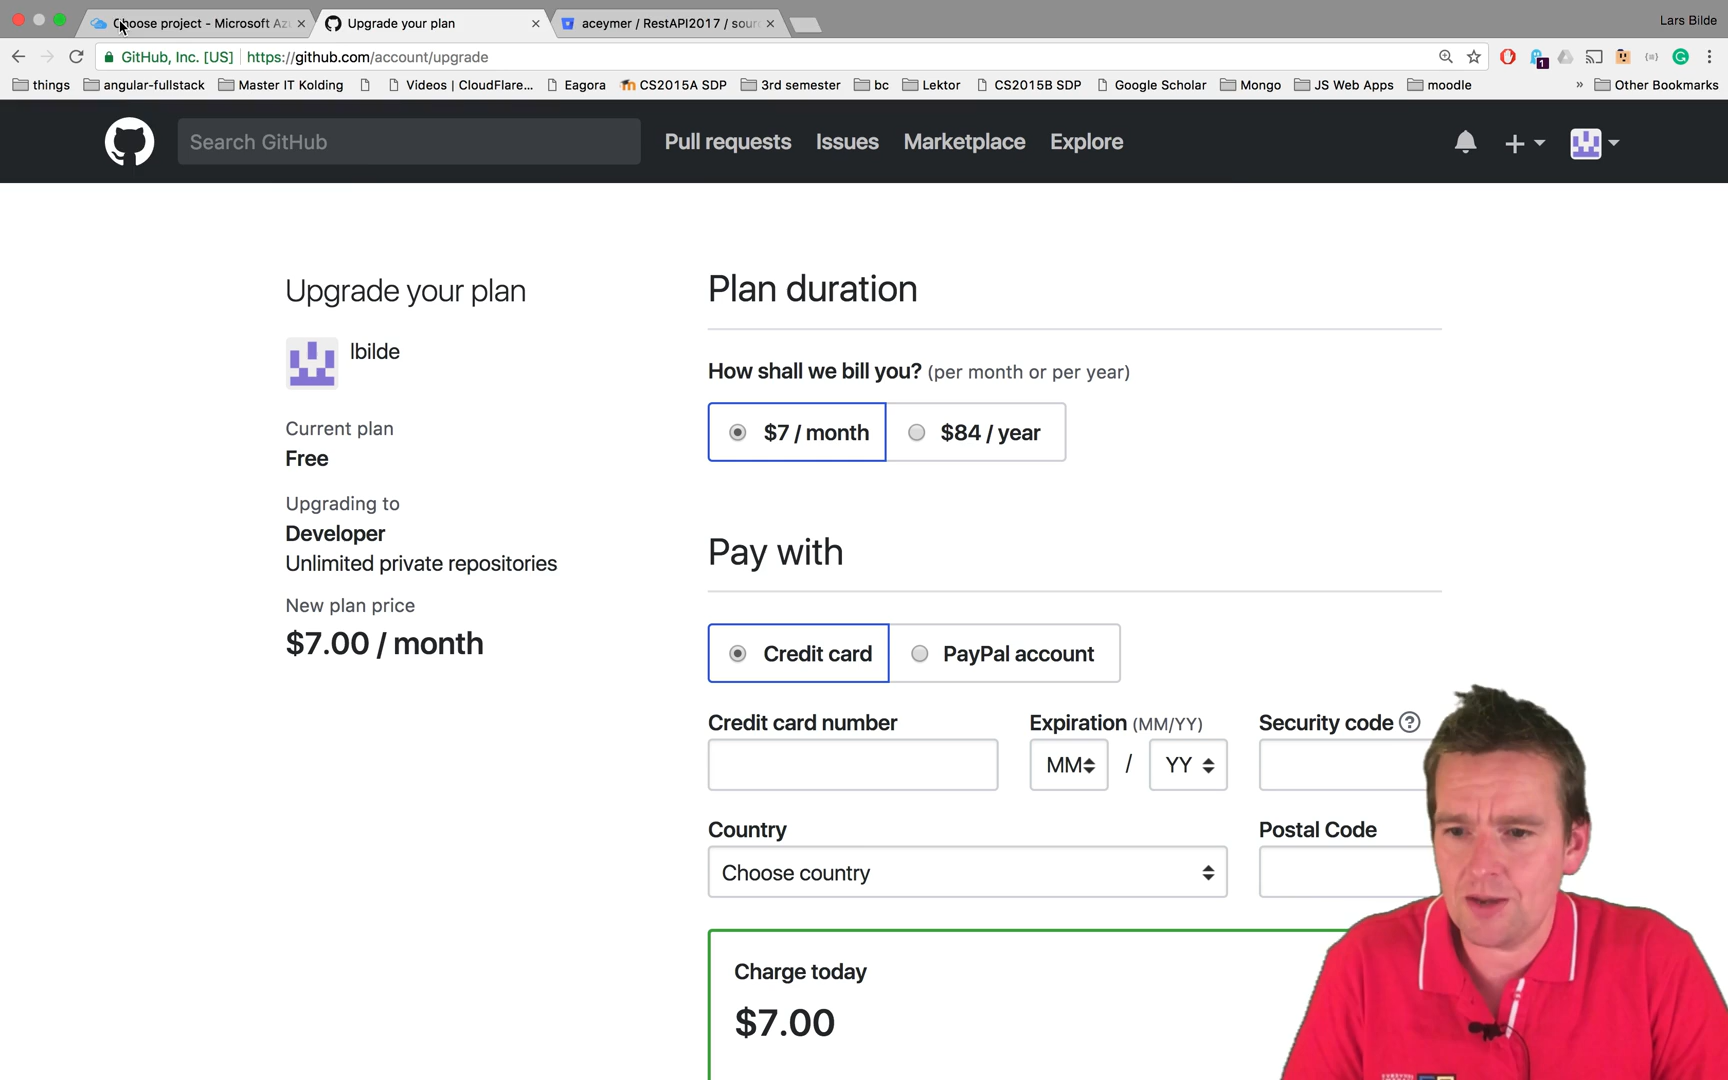 Choose project - Microsoft Az
Upgrade your plan
aceymer / RestAPI2017 / sour
Lars Bilde
GitHub, Inc. [US]
https://github.com/account/upgrade
1
things
angular-fullstack
Master IT Kolding
Videos | CloudFlare...
Eagora
CS2015A SDP
3rd semester
bc
Lektor
CS2015B SDP
Google Scholar
Mongo
JS Web Apps
moodle
»
Other Bookmarks
Search GitHub
Pull requests
Issues
Marketplace
Explore
Upgrade your plan
lbilde
Current plan
Free
Upgrading to
Developer
Unlimited private repositories
New plan price
$7.00 / month
Plan duration
How shall we bill you? (per month or per year)
$7 / month
$84 / year
Pay with
Credit card
PayPal account
Credit card number
Expiration (MM/YY)
Security code
MM
/
YY
Country
Postal Code
Choose country
Charge today
$7.00